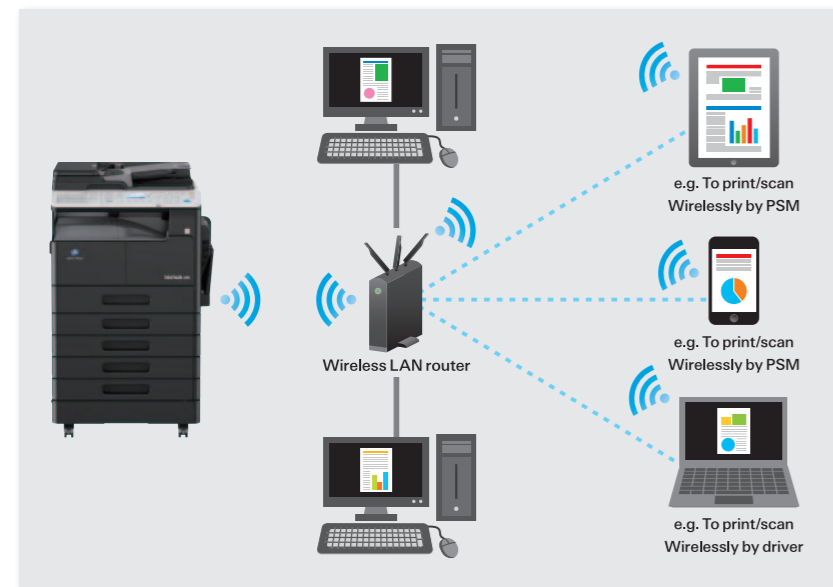 e.g. To print/scan
Wirelessly by PSM
Wireless LAN router
e.g. To print/scan
Wirelessly by PSM
e.g. To print/scan
Wirelessly by driver